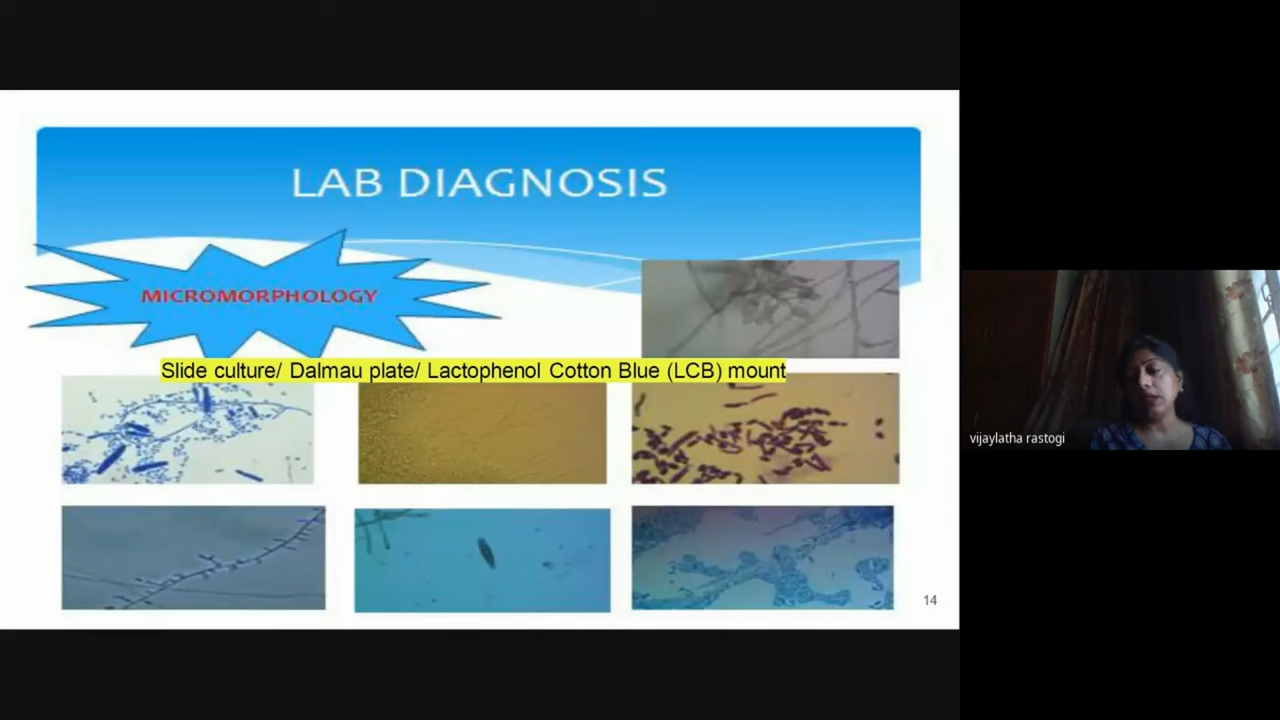 LAB DIAGNOSIS
MICROMORPHOLOGY
Slide culture/ Dalmau plate/ Lactophenol Cotton Blue (LCB) mount
vijaylatha rastogi
14